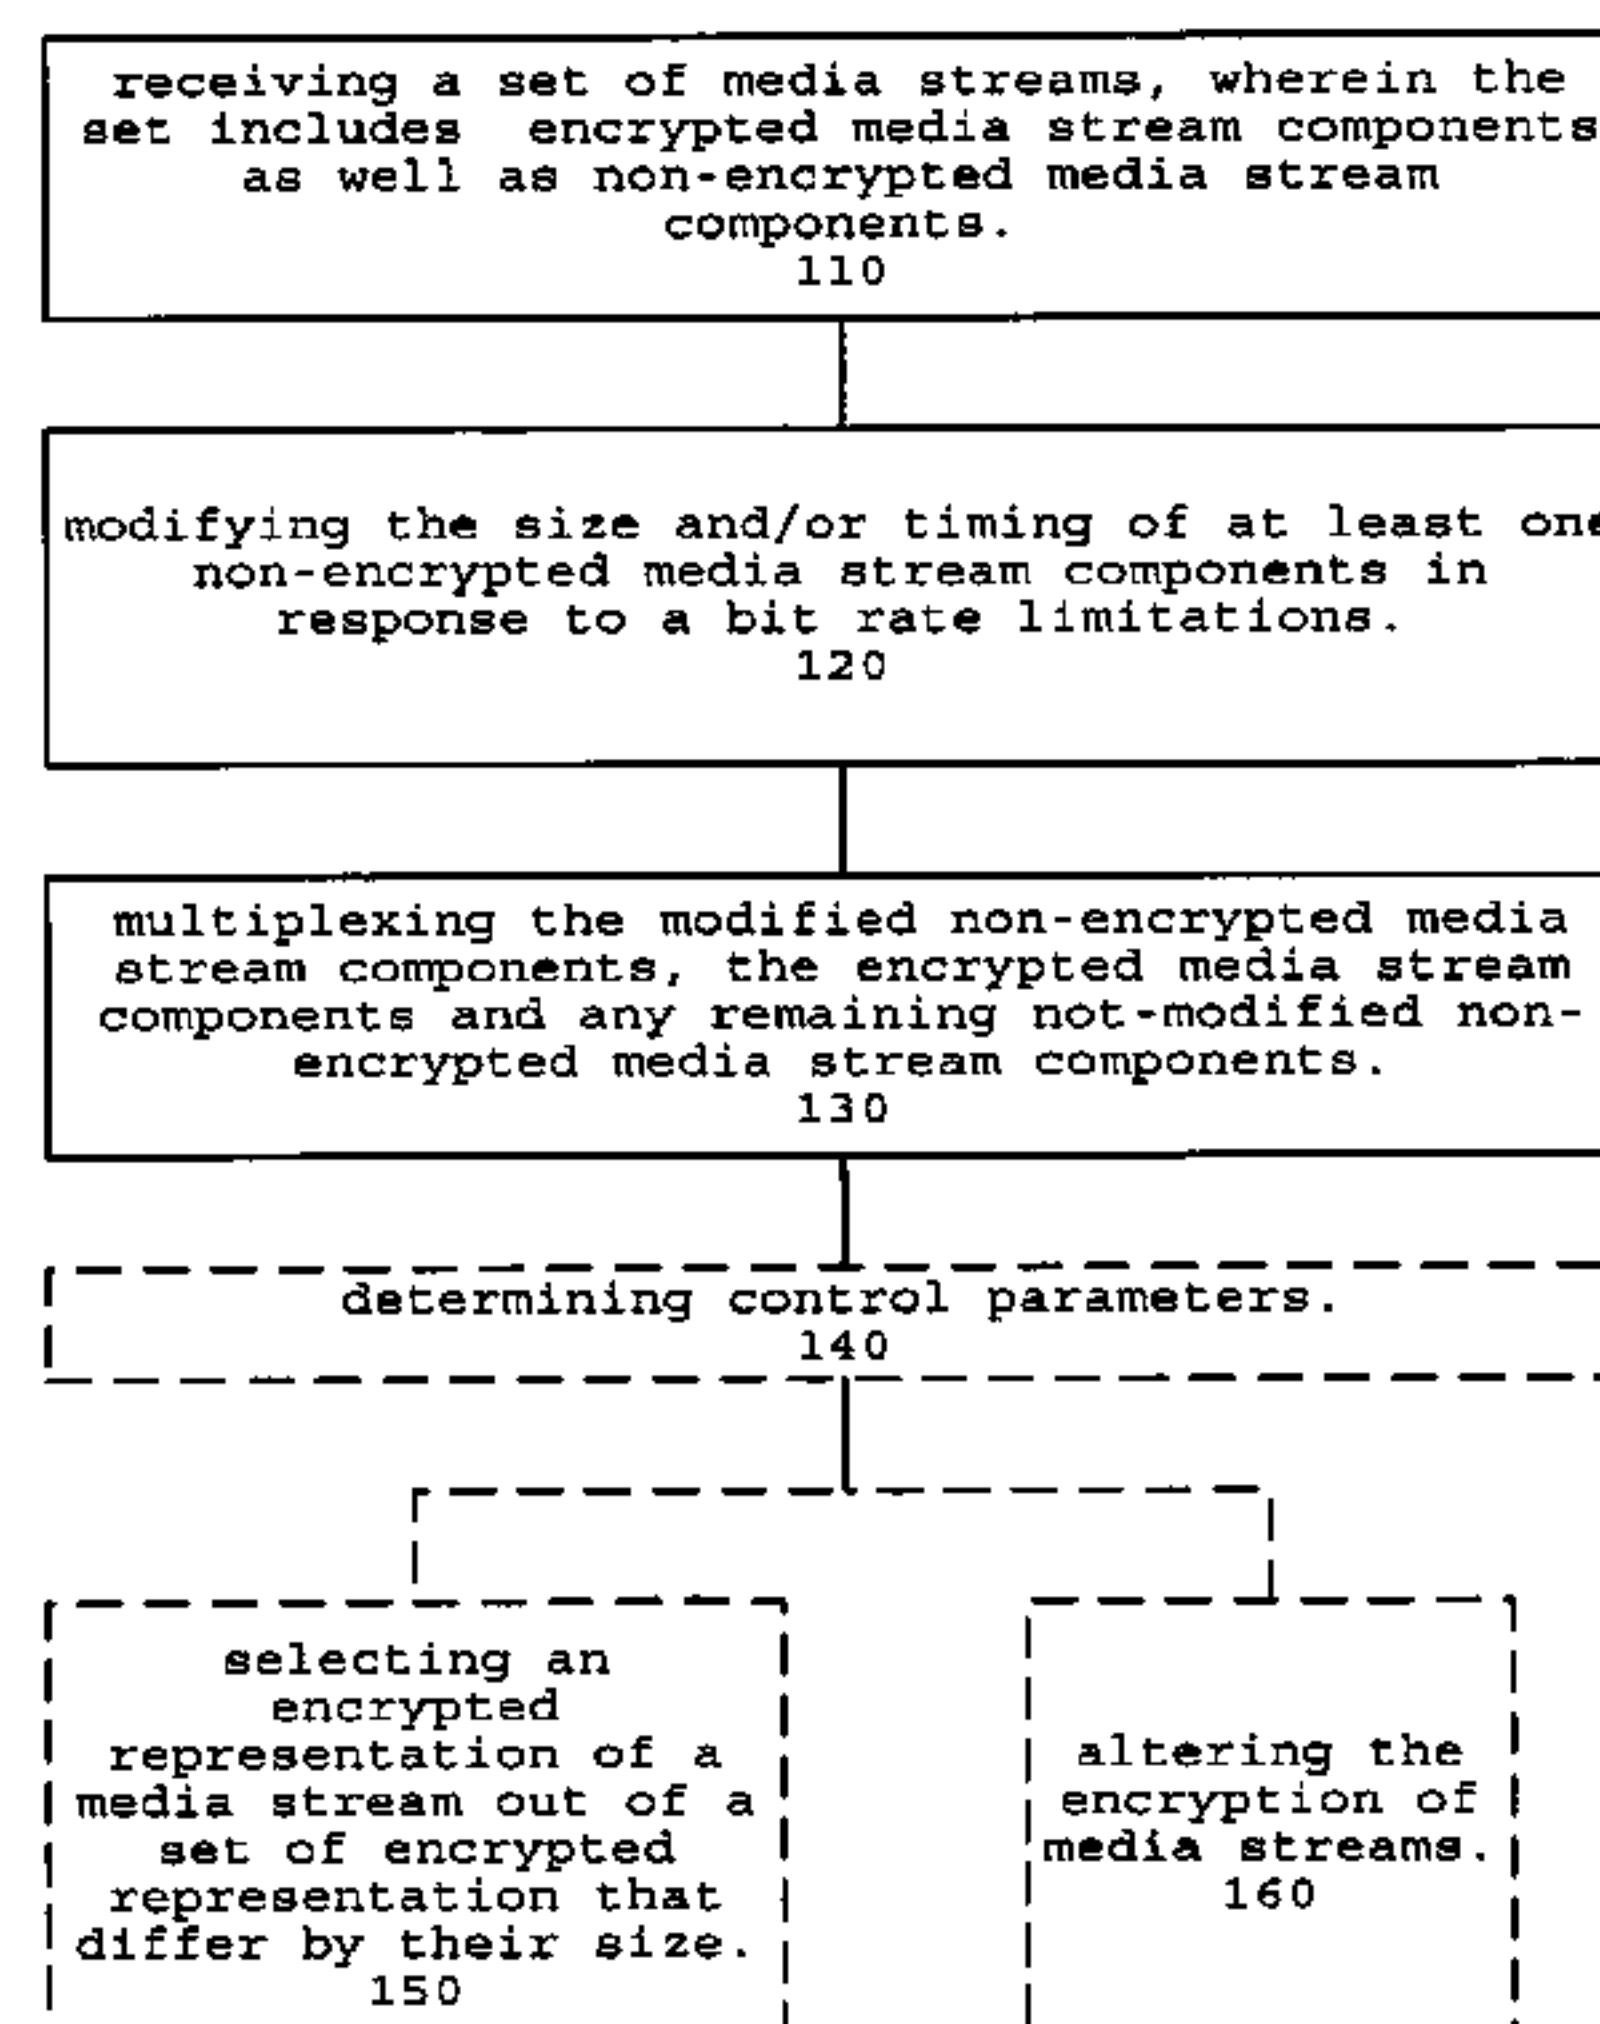 receiving a set of media streams, wherein the
set includes encrypted media stream components
as well as non-encrypted media stream
components.
110
modifying the size and/or timing of at least one
non-encrypted media stream components in
response to a bit rate limitations.
120
multiplexing the modified non-encrypted media
stream components, the encrypted media stream
components and any remaining not-modified non-
encrypted media stream components.
130
determining control parameters.
140
selecting an
encrypted
representation of a
media stream out of a
set of encrypted
representation that
differ by their size.
150
altering the
encryption of
media streams.
160